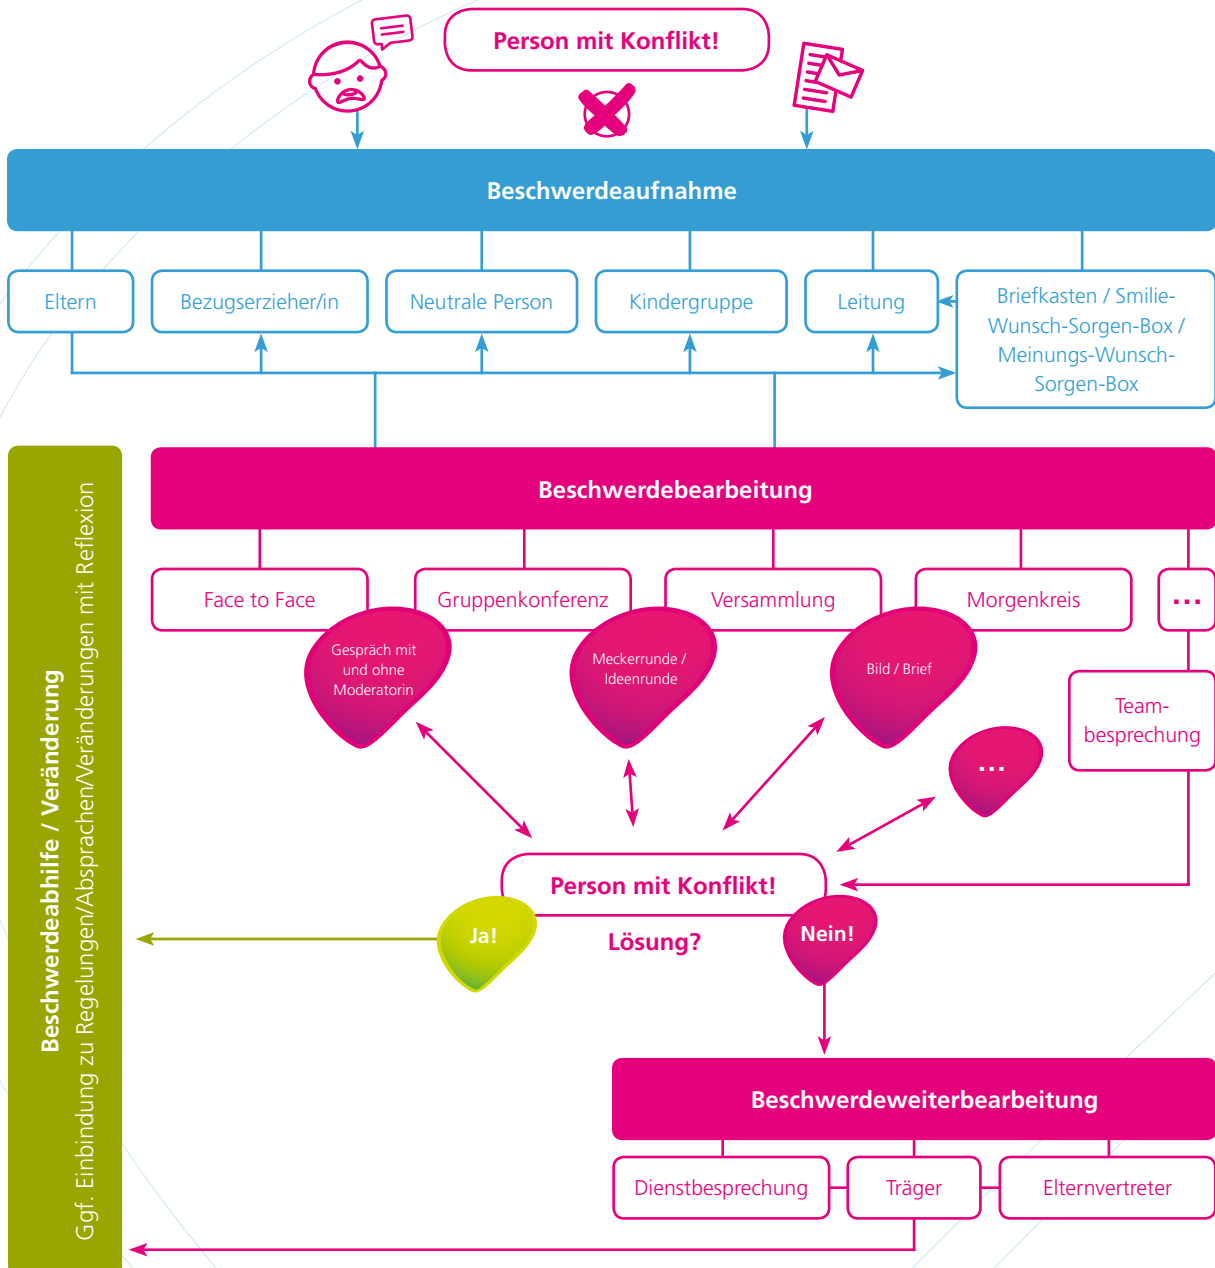 Person mit Konflikt!
Beschwerdeaufnahme
Eltern
Bezugserzieher/in
Neutrale Person
Kindergruppe
Leitung
Briefkasten / Smilie-
Wunsch-Sorgen-Box /
Meinungs-Wunsch-
Sorgen-Box
Beschwerdeabhilfe / Veränderung
Ggf. Einbindung zu Regelungen/Absprachen/Veränderungen mit Reflexion
Beschwerdebearbeitung
Face to Face
Gruppenkonferenz
Versammlung
Morgenkreis
...
Gespräch mit
und ohne
Moderatorin
Meckerrunde /
Ideenrunde
Bild / Brief
...
Team-
besprechung
Person mit Konflikt!
Ja!
Lösung?
Nein!
Beschwerdeweiterbearbeitung
Dienstbesprechung
Träger
Elternvertreter